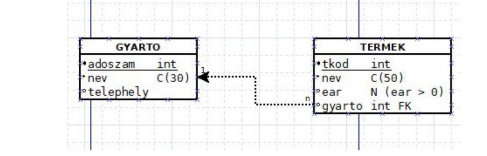 GYARTO
adoszam int
nev C(30)
telephely
1
n
TERMEK
tkod int
nev C(50)
ear N (ear > 0)
gyarto int FK